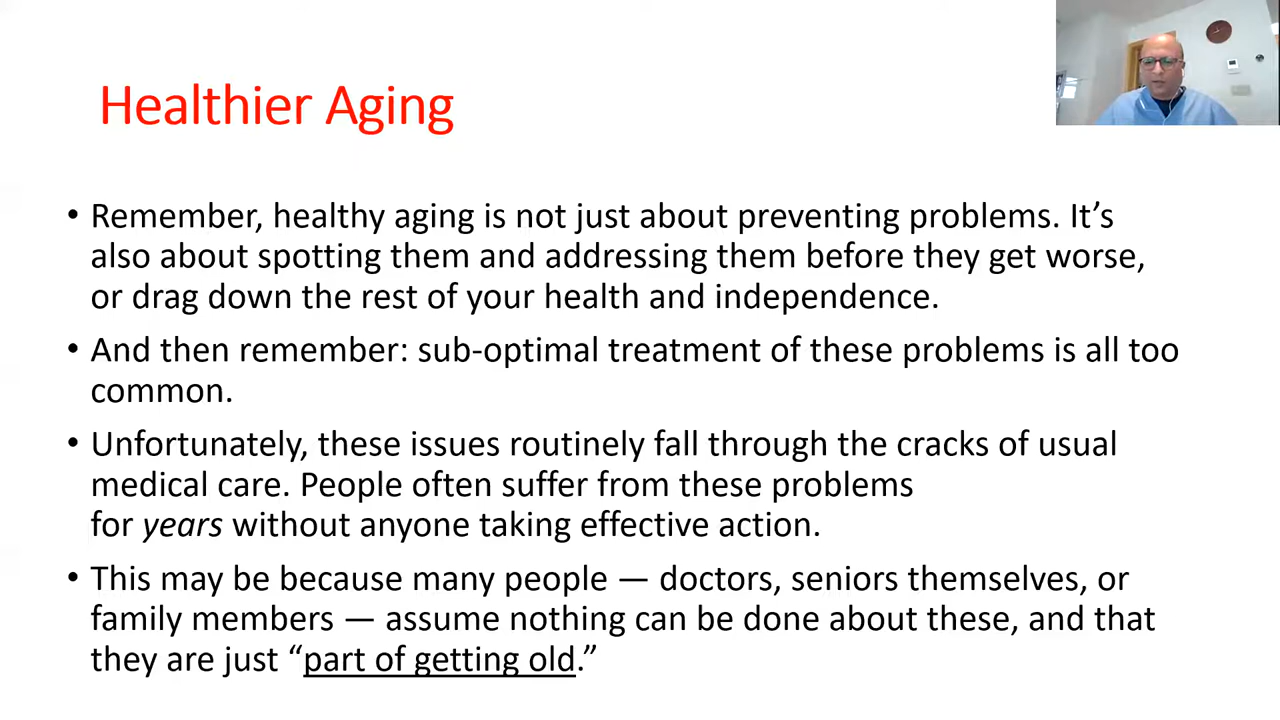 Healthier Aging
• Remember, healthy aging is not just about preventing problems. It’s
also about spotting them and addressing them before they get worse,
or drag down the rest of your health and independence.
• And then remember: sub-optimal treatment of these problems is all too
common.
• Unfortunately, these issues routinely fall through the cracks of usual
medical care. People often suffer from these problems
for years without anyone taking effective action.
• This may be because many people — doctors, seniors themselves, or
family members — assume nothing can be done about these, and that
they are just “part of getting old.”